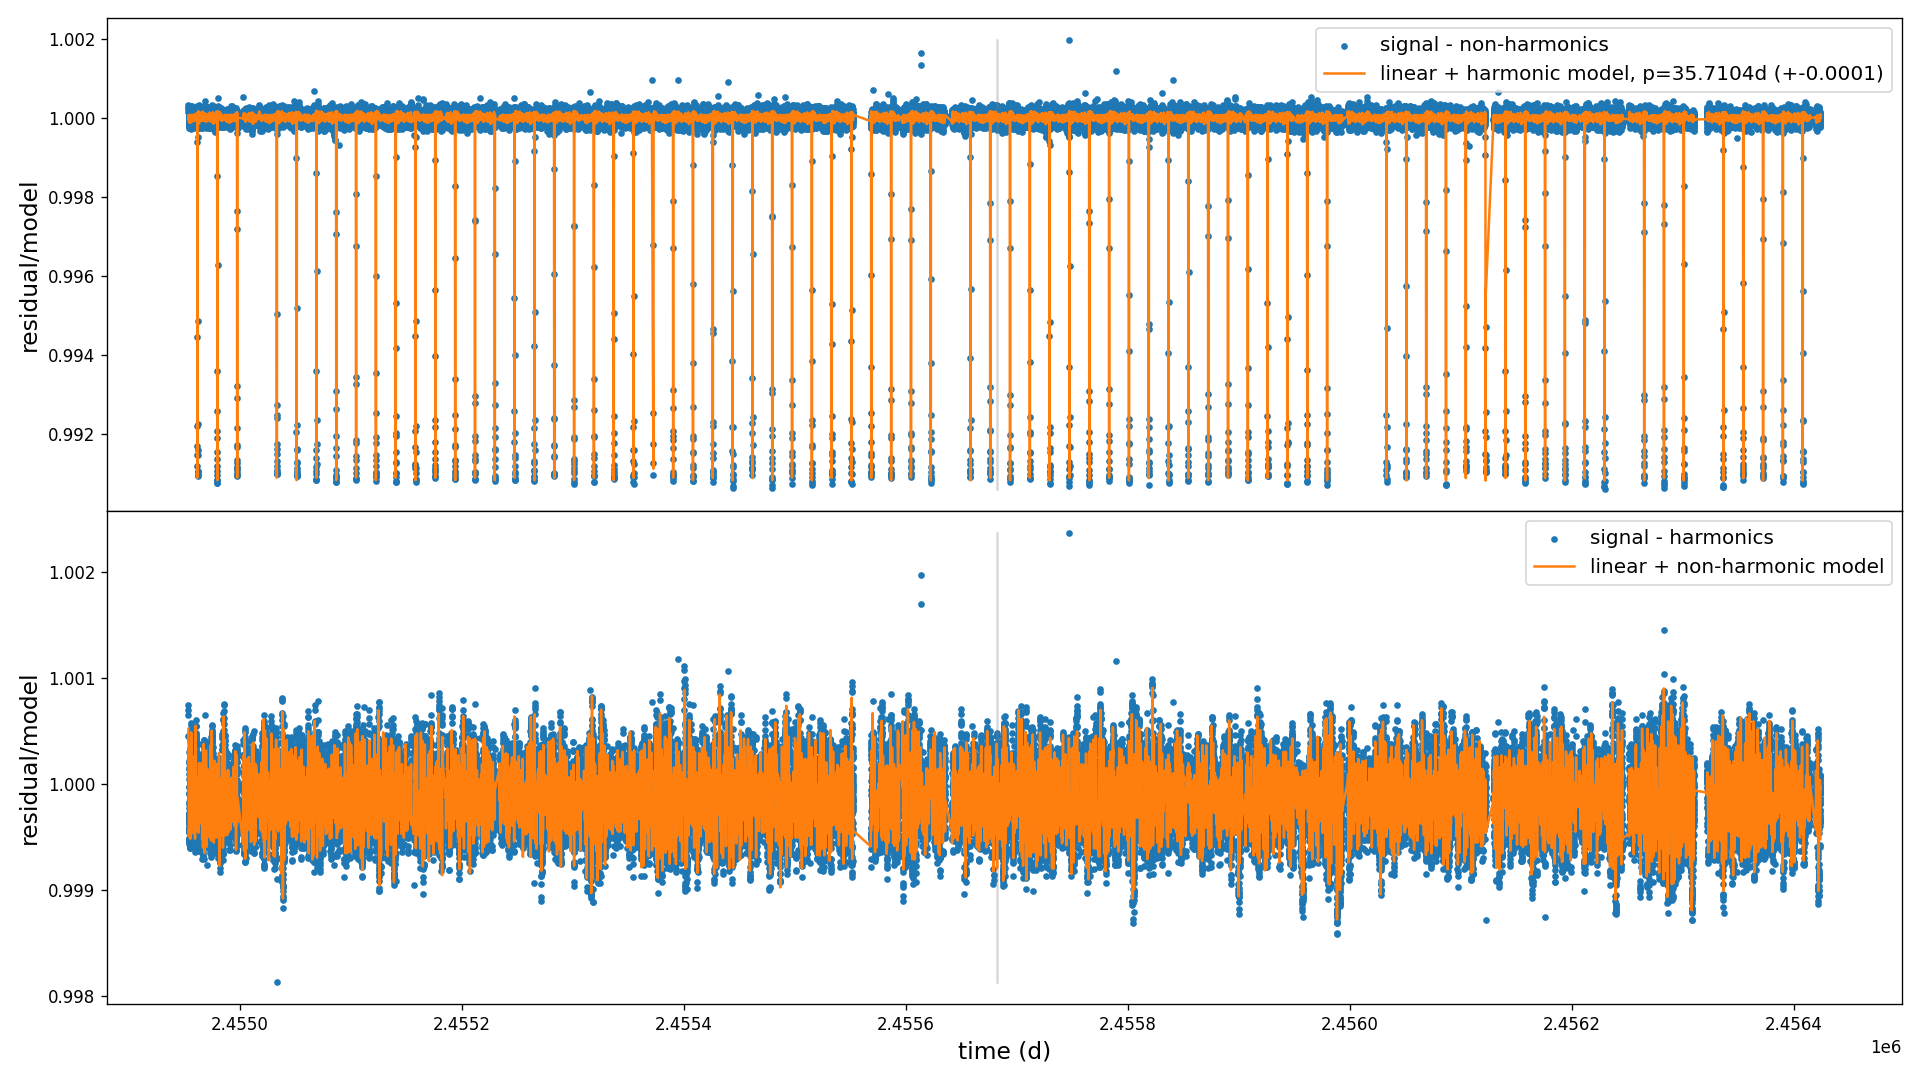 signal - non-harmonics
linear + harmonic model, p=35.7104d (+-0.0001)
1.002
1.000
0.998
0.996
0.994
0.992
residual/model
signal - harmonics
linear + non-harmonic model
1.002
1.001
1.000
0.999
0.998
residual/model
2.4550 2.4552 2.4554 2.4556 2.4558 2.4560 2.4562 2.4564
1e6
time (d)